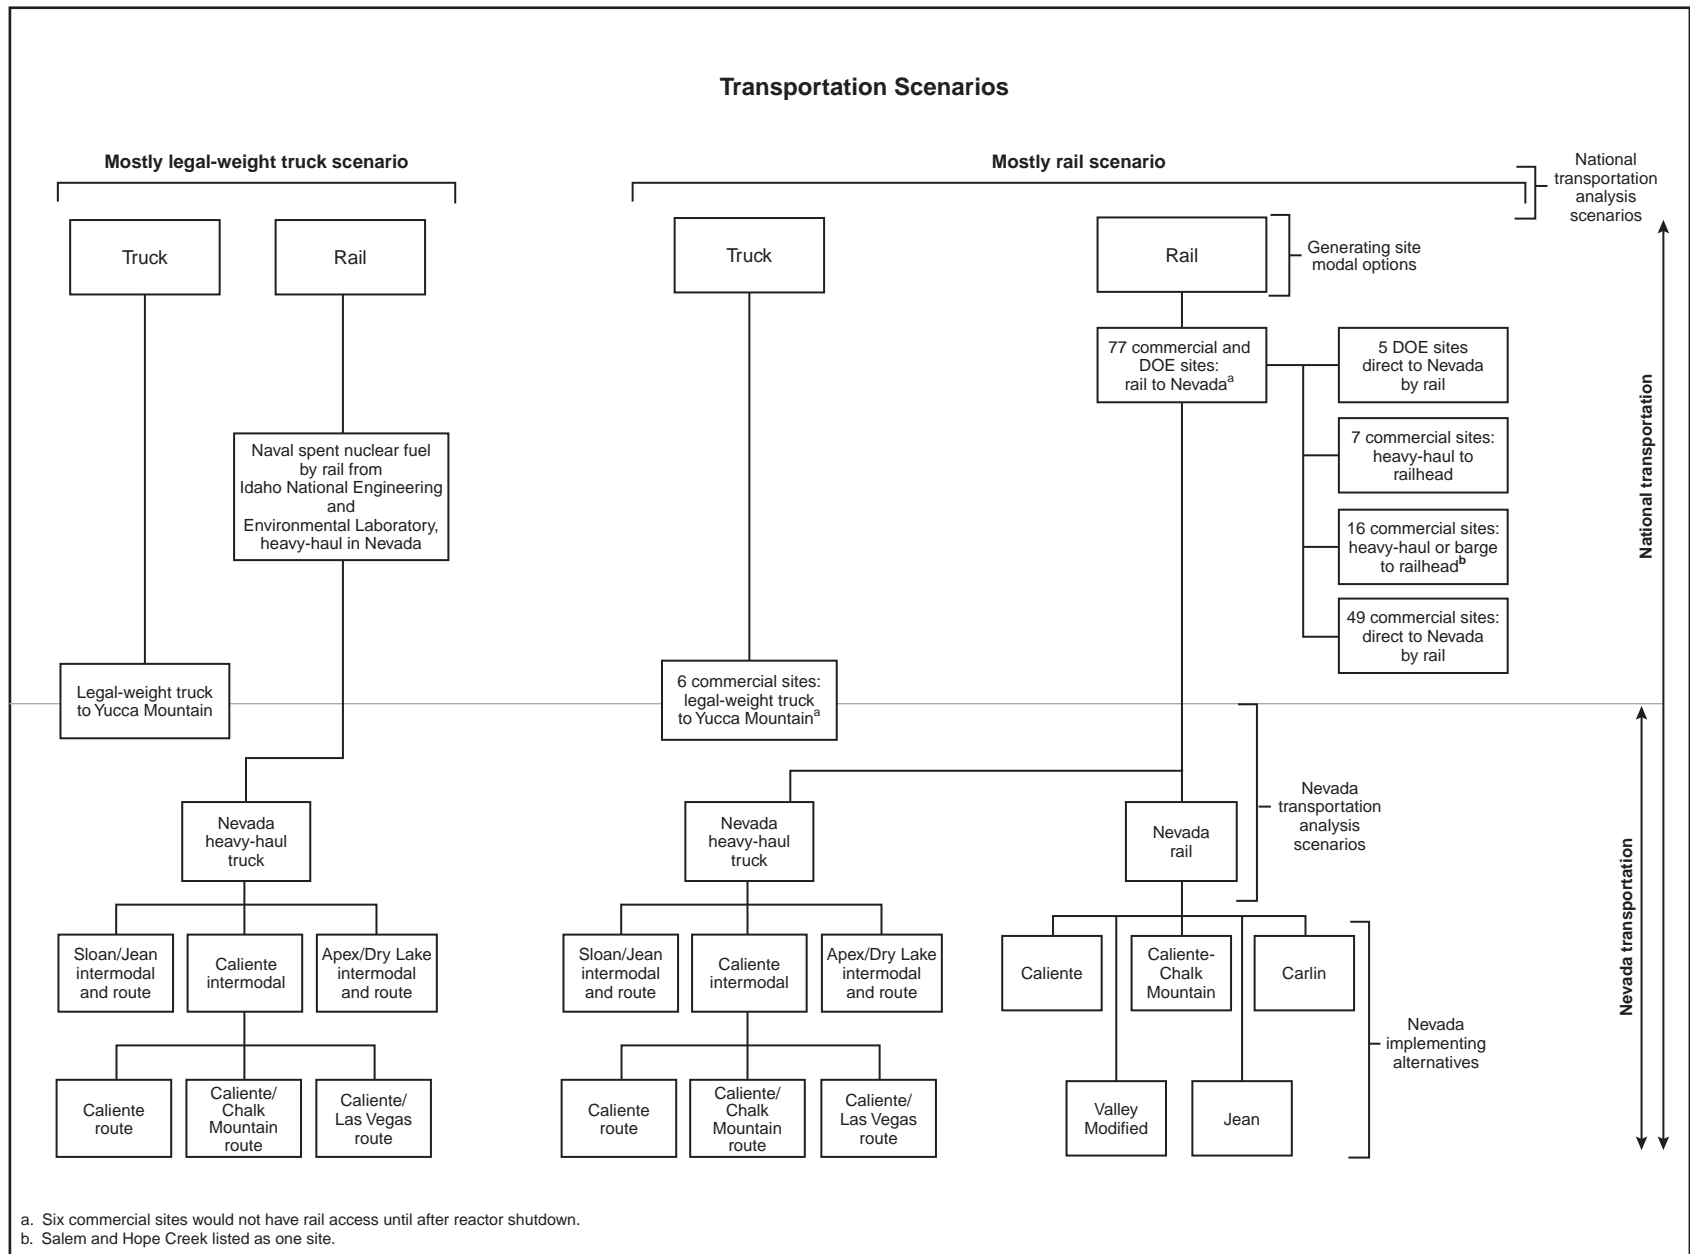 Transportation Scenarios
Mostly legal-weight truck scenario
Mostly rail scenario
National
transportation
analysis
scenarios
Truck
Rail
Truck
Rail
Generating site
modal options
77 commercial and
DOE sites:
rail to Nevadaᵃ
5 DOE sites
direct to Nevada
by rail
7 commercial sites:
heavy-haul to
railhead
16 commercial sites:
heavy-haul or barge
to railheadᵇ
49 commercial sites:
direct to Nevada
by rail
National transportation
Naval spent nuclear fuel
by rail from
Idaho National Engineering
and
Environmental Laboratory,
heavy-haul in Nevada
Legal-weight truck
to Yucca Mountain
6 commercial sites:
legal-weight truck
to Yucca Mountainᵃ
Nevada
heavy-haul
truck
Nevada
heavy-haul
truck
Nevada
rail
Nevada
transportation
analysis
scenarios
Nevada transportation
Sloan/Jean
intermodal
and route
Caliente
intermodal
Apex/Dry Lake
intermodal
and route
Sloan/Jean
intermodal
and route
Caliente
intermodal
Apex/Dry Lake
intermodal
and route
Caliente
Caliente-
Chalk
Mountain
Carlin
Nevada
implementing
alternatives
Caliente
route
Caliente/
Chalk
Mountain
route
Caliente/
Las Vegas
route
Caliente
route
Caliente/
Chalk
Mountain
route
Caliente/
Las Vegas
route
Valley
Modified
Jean
a. Six commercial sites would not have rail access until after reactor shutdown.
b. Salem and Hope Creek listed as one site.